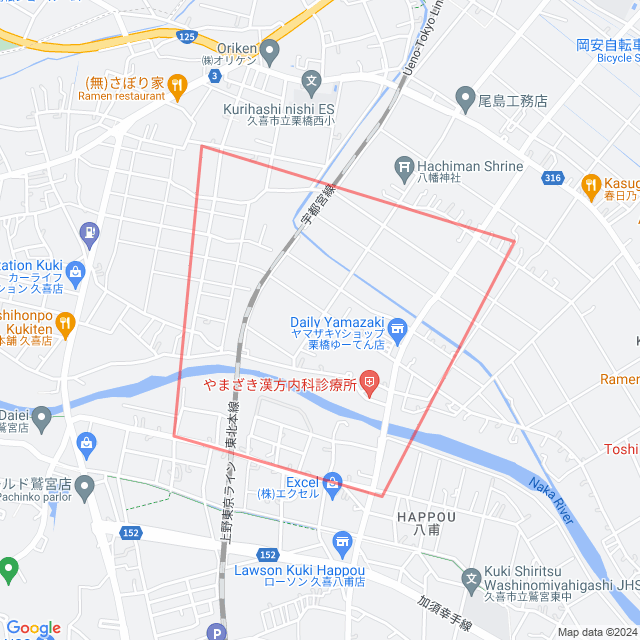 125
Oriken
(株)オリケン
3
(無)さぼり家
Ramen restaurant
Ueno-Tokyo Line
岡安自転車
Bicycle S
Kurihashi nishi ES
久喜市立栗橋西小
尾島工務店
Hachiman Shrine
八幡神社
316
Kasug
春日乃
宇都宮線
tation Kuki
カーライフ
ション 久喜店
shihonpo
Kukiten
本舗 久喜店
Daily Yamazaki
ヤマザキYショップ
栗橋ゆーてん店
やまざき漢方内科診療所
Ramen
Daiei
鷲宮店
東北本線
上野東京ライン
Toshi
ールド鷲宮店
Pachinko parlor
Excel
(株)エクセル
Naka River
HAPPOU
八甫
152
152
Lawson Kuki Happou
ローソン 久喜八甫店
Kuki Shiritsu
Washinomiyahigashi JHS
久喜市立鷲宮東中
加須幸手線
P
Google
Map data ©2024